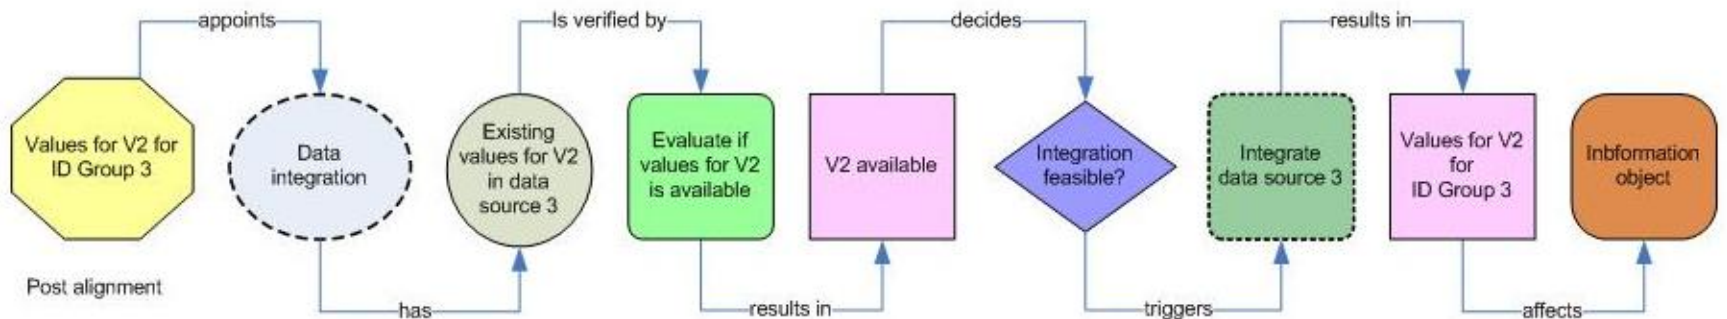 appoints
Is verified by
decides
results in
Values for V2 for
ID Group 3
Data
integration
Existing
values for V2
in data
source 3
Evaluate if
values for V2
is available
V2 available
Integration
feasible?
Integrate
data source 3
Values for V2
for
ID Group 3
Inbformation
object
Post alignment
has
results in
triggers
affects